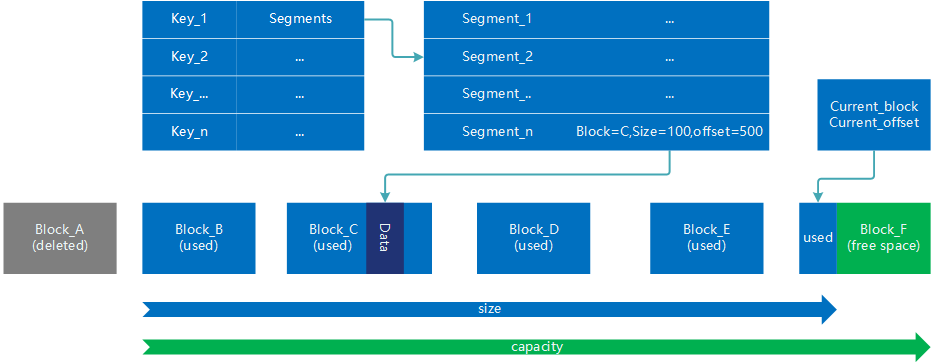 Key_1 Segments
Key_2 ...
Key_... ...
Key_n ...
Segment_1 ...
Segment_2 ...
Segment_.. ...
Segment_n Block=C,Size=100,offset=500
Current_block
Current_offset
Block_A
(deleted)
Block_B
(used)
Block_C
(used)
Data
Block_D
(used)
Block_E
(used)
used
Block_F
(free space)
size
capacity